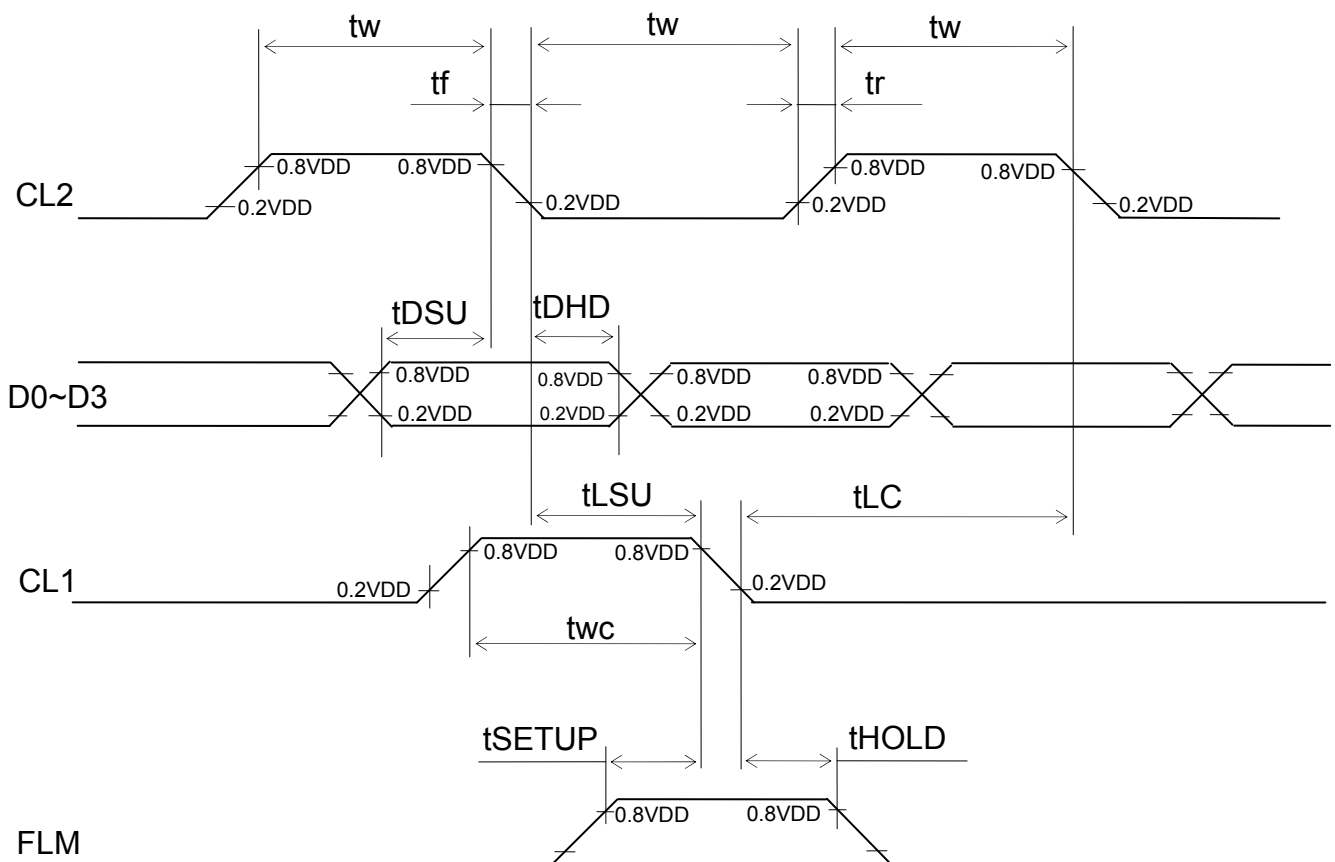 tw tw tw
tf tr
0.8VDD 0.8VDD 0.8VDD 0.8VDD
CL2
0.2VDD 0.2VDD 0.2VDD 0.2VDD
tDSU tDHD
0.8VDD 0.8VDD 0.8VDD 0.8VDD
D0~D3
0.2VDD 0.2VDD 0.2VDD 0.2VDD
tLSU tLC
0.8VDD 0.8VDD
CL1
0.2VDD 0.2VDD
twc
tSETUP tHOLD
0.8VDD 0.8VDD
FLM